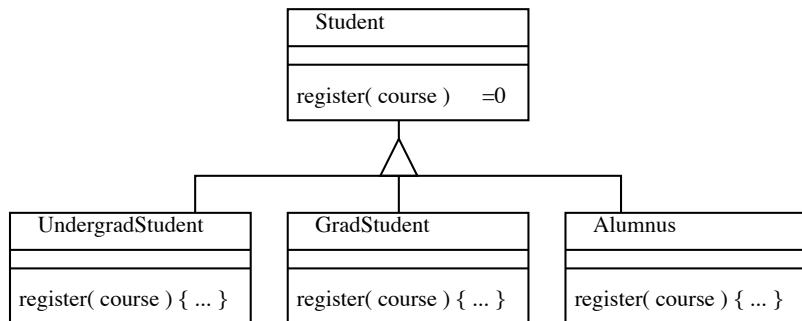 Student
register( course ) =0
UndergradStudent
GradStudent
Alumnus
register( course ) { ... }
register( course ) { ... }
register( course ) { ... }